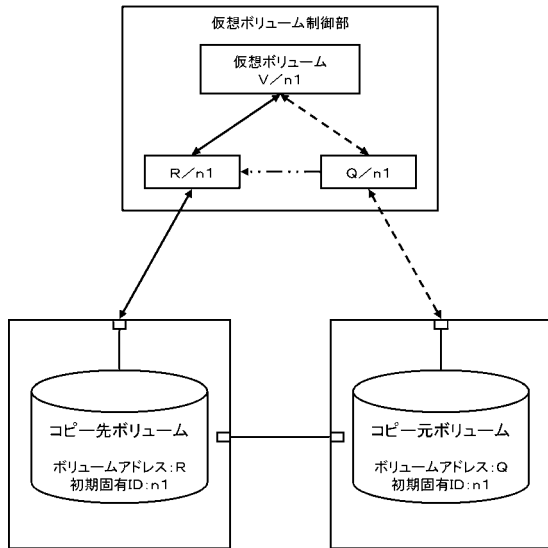 仮想ボリューム制御部
仮想ボリューム
V/n1
R/n1
Q/n1
コピー先ボリューム
ボリュームアドレス:R
初期固有ID:n1
コピー元ボリューム
ボリュームアドレス:Q
初期固有ID:n1